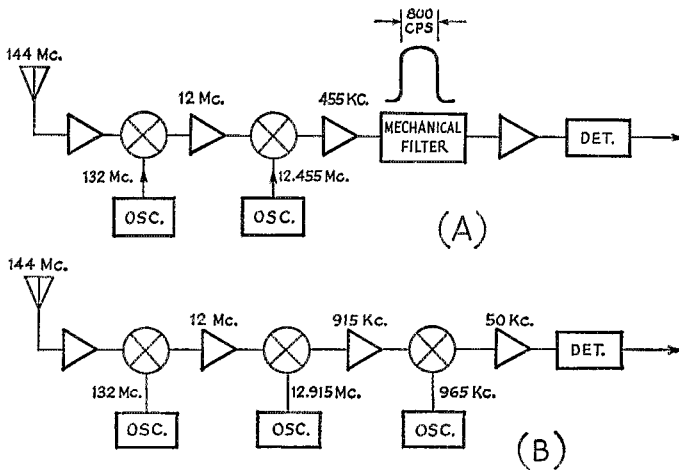 800
CPS
144 Mc.
12 Mc.
455 KC.
MECHANICAL
FILTER
DET.
132 Mc.
12.455 Mc.
OSC.
OSC.
(A)
144 Mc.
12 Mc.
915 Kc.
50 Kc.
DET.
132 Mc.
12.915 Mc.
965 Kc.
OSC.
OSC.
OSC.
(B)